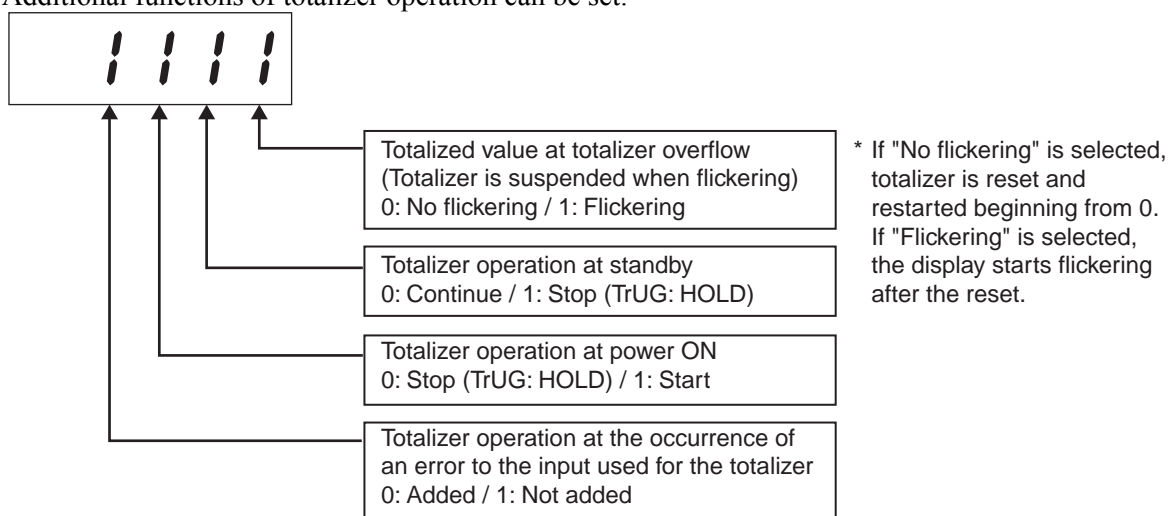 Additional functions of totalizer operation can be set.
1 1 1 1
Totalized value at totalizer overflow
(Totalizer is suspended when flickering)
0: No flickering / 1: Flickering
* If "No flickering" is selected,
totalizer is reset and
restarted beginning from 0.
If "Flickering" is selected,
the display starts flickering
after the reset.
Totalizer operation at standby
0: Continue / 1: Stop (TrUG: HOLD)
Totalizer operation at power ON
0: Stop (TrUG: HOLD) / 1: Start
Totalizer operation at the occurrence of
an error to the input used for the totalizer
0: Added / 1: Not added